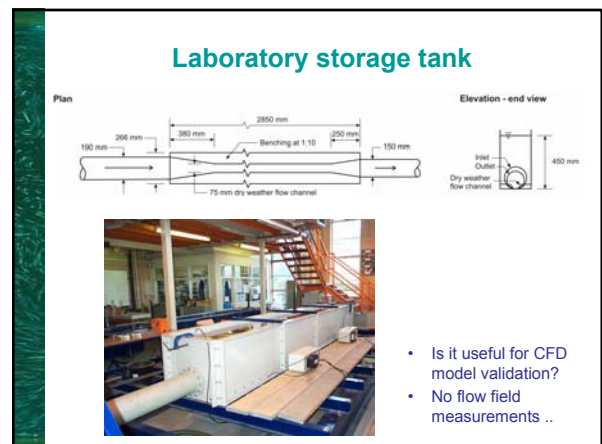 Laboratory storage tank
Plan
Elevation - end view
2850 mm
380 mm
250 mm
266 mm
Benching at 1:10
190 mm
150 mm
75 mm dry weather flow channel
Inlet
Outlet
Dry weather
flow channel
450 mm
• Is it useful for CFD
model validation?
• No flow field
measurements ..